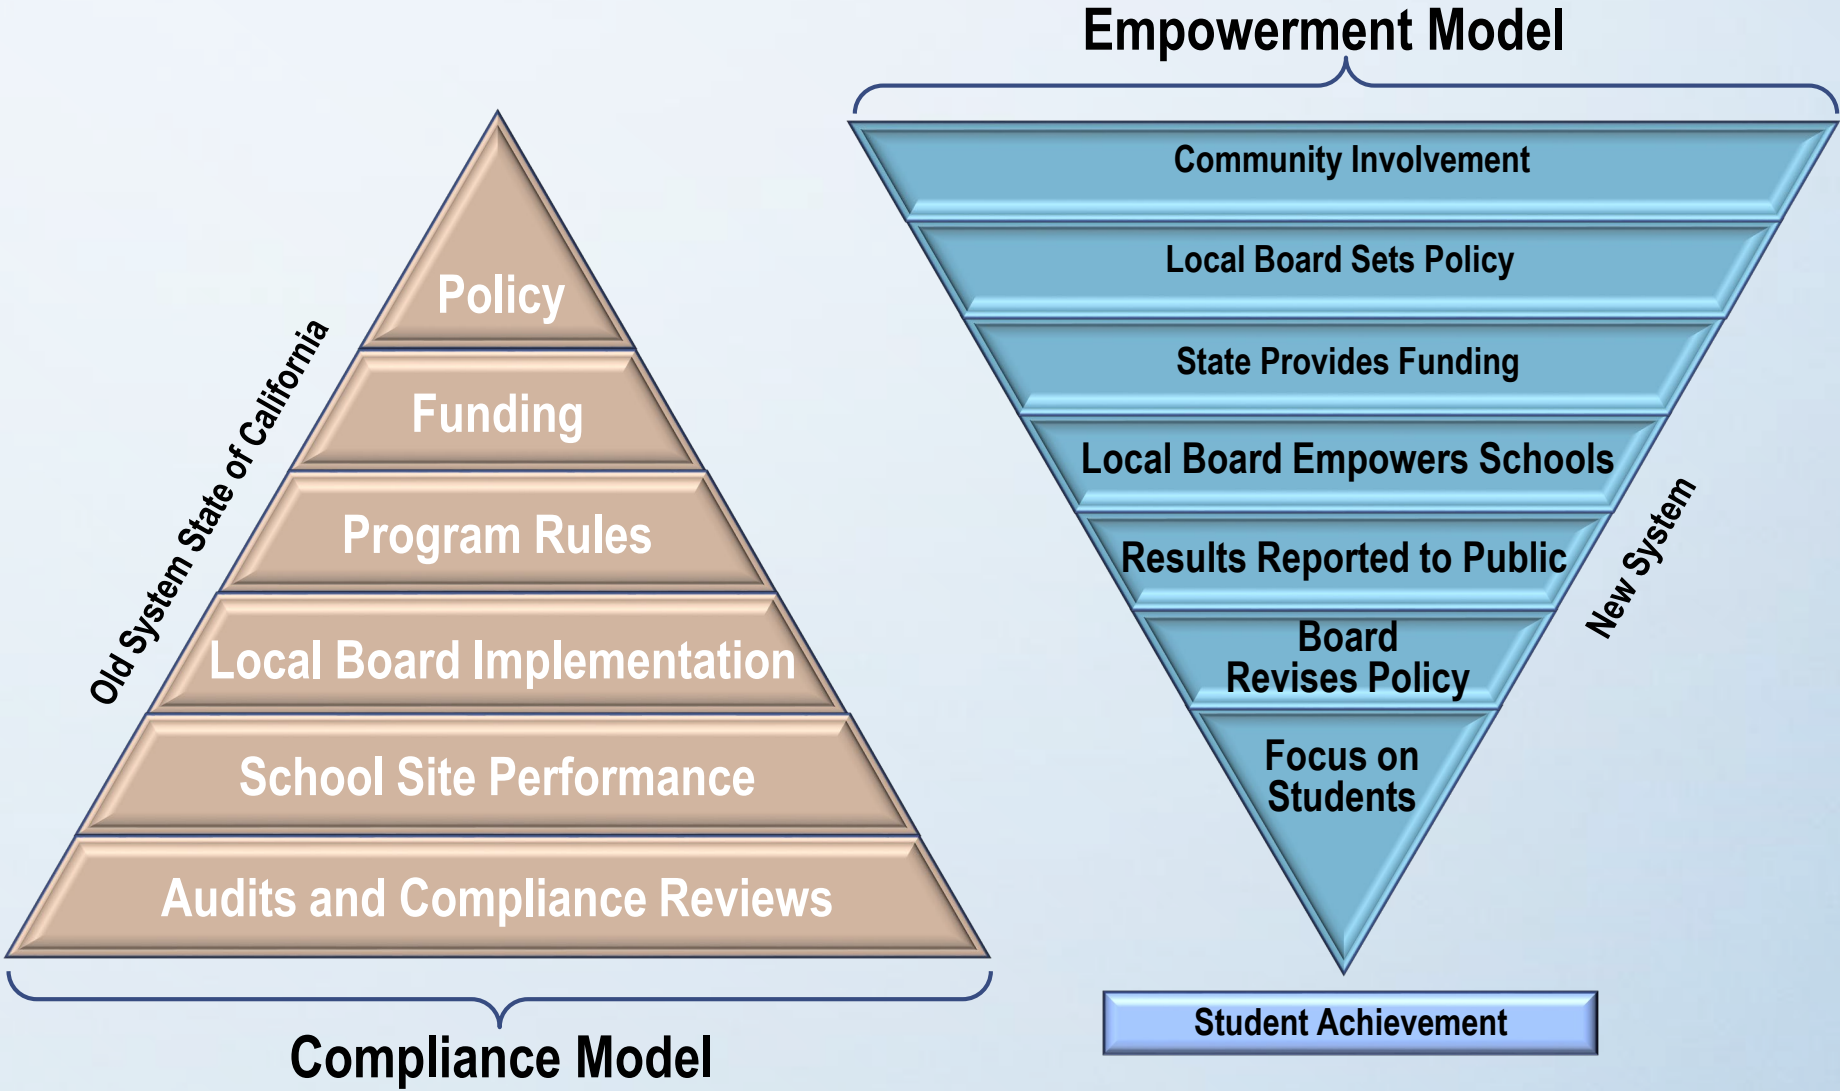 Empowerment Model
Community Involvement
Local Board Sets Policy
State Provides Funding
Local Board Empowers Schools
Results Reported to Public
Board
Revises Policy
Focus on
Students
New System
Student Achievement
Old System State of California
Policy
Funding
Program Rules
Local Board Implementation
School Site Performance
Audits and Compliance Reviews
Compliance Model